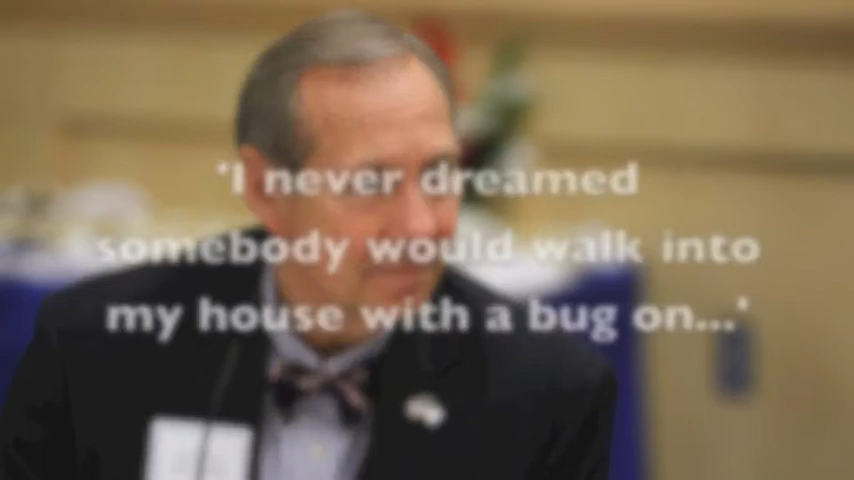 'I never dreamed
somebody would walk into
my house with a bug on...'